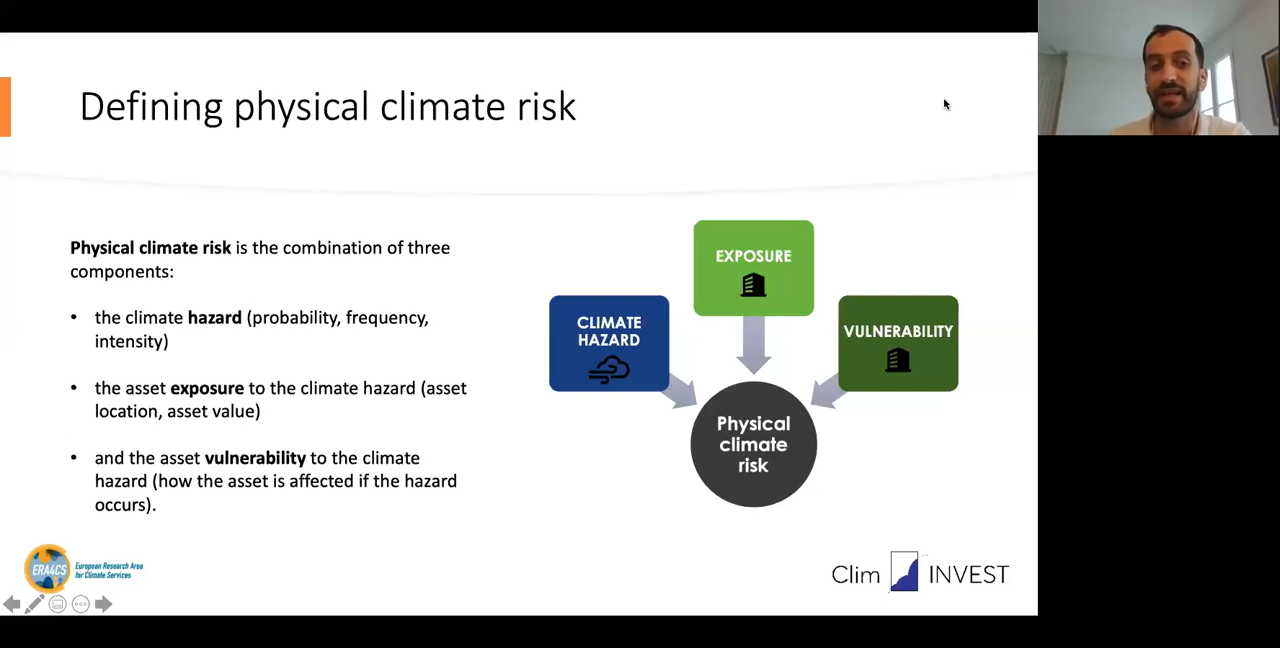 Defining physical climate risk
Physical climate risk is the combination of three
components:
• the climate hazard (probability, frequency,
intensity)
• the asset exposure to the climate hazard (asset
location, asset value)
• and the asset vulnerability to the climate
hazard (how the asset is affected if the hazard
occurs).
EXPOSURE
CLIMATE
HAZARD
VULNERABILITY
Physical
climate
risk
ERA4CS
European Research Area
for Climate Services
Clim INVEST